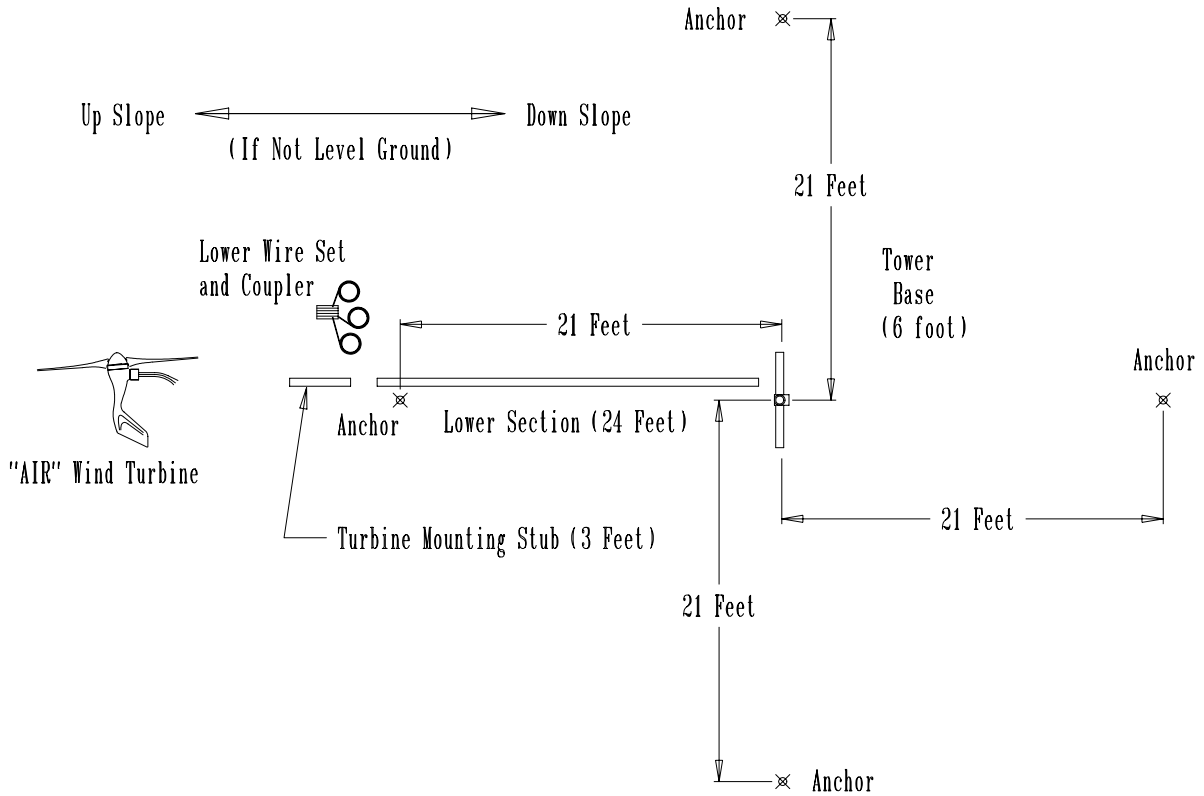 Anchor
Up Slope
Down Slope
(If Not Level Ground)
21 Feet
Lower Wire Set
and Coupler
Tower
Base
(6 foot)
21 Feet
Anchor
Anchor
Lower Section (24 Feet)
"AIR" Wind Turbine
21 Feet
Turbine Mounting Stub (3 Feet)
21 Feet
Anchor